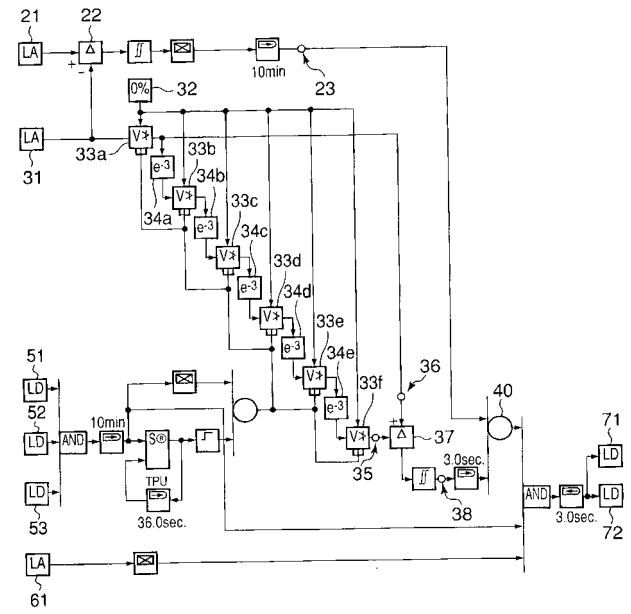 21
22
LA
Δ
+
−
∬
10min
23
0%
32
LA
V
33a
31
33b
e-3
V
34b
34a
e-3
33c
V
34c
e-3
33d
V
34d
e-3
33e
V
34e
e-3
36
33f
V
+
Δ
37
35
40
51
LD
52
LD
AND
10min
S®
53
LD
TPU
36.0sec.
3.0sec.
∬
38
71
LD
AND
3.0sec.
LD
72
LA
61